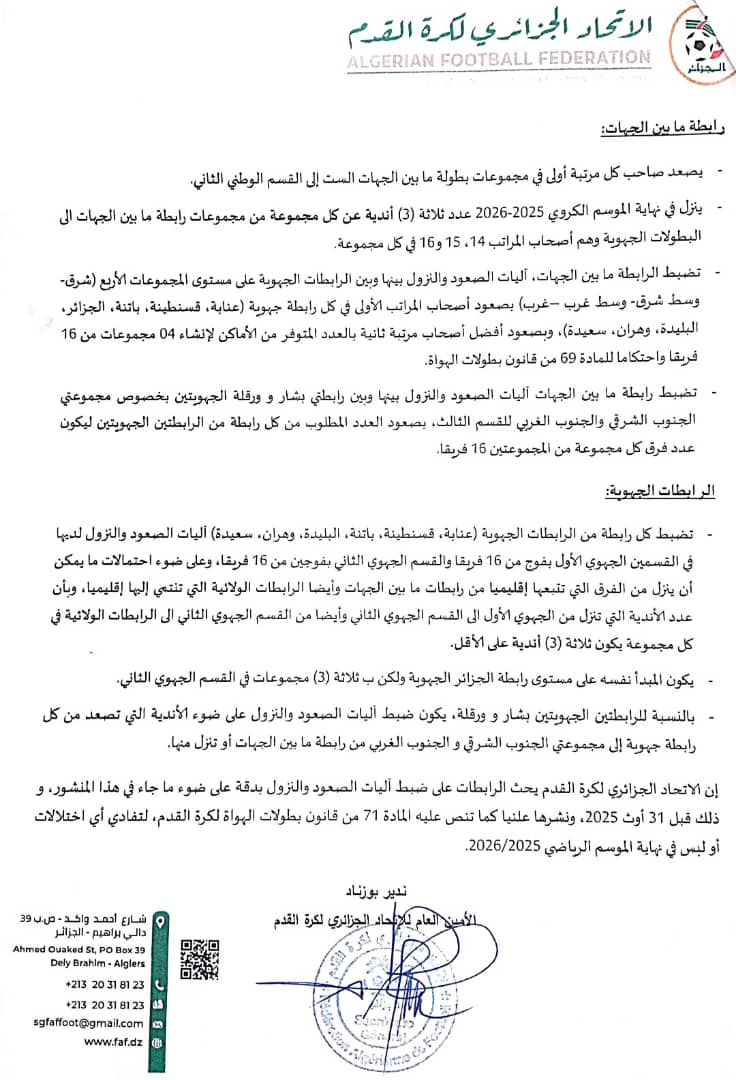 الاتحاد الجزائري لكرة القدم
ALGERIAN FOOTBALL FEDERATION
الجزائر
رابطة ما بين الجهات:
- يصعد صاحب كل مرتبة أولى في مجموعات بطولة ما بين الجهات الست إلى القسم الوطني الثاني.
- ينزل في نهاية الموسم الكروي 2025-2026 عدد ثلاثة (3) أندية عن كل مجموعة من مجموعات رابطة ما بين الجهات الى
البطولات الجهوية وهم أصحاب المراتب 14، 15 و16 في كل مجموعة.
- تضبط الرابطة ما بين الجهات، آليات الصعود والنزول بينها وبين الرابطات الجهوية على مستوى المجموعات الأربع (شرق-
وسط شرق- وسط غرب –غرب) بصعود أصحاب المراتب الأولى في كل رابطة جهوية (عنابة، قسنطينة، باتنة، الجزائر،
البليدة، وهران، سعيدة)، وبصعود أفضل أصحاب مرتبة ثانية بالعدد المتوفر من الأماكن لإنشاء 04 مجموعات من 16
فريقا واحتكاما للمادة 69 من قانون بطولات الهواة.
- تضبط رابطة ما بين الجهات آليات الصعود والنزول بينها وبين رابطتي بشار و ورقلة الجهويتين بخصوص مجموعتي
الجنوب الشرقي والجنوب الغربي للقسم الثالث، بصعود العدد المطلوب من كل رابطة من الرابطتين الجهويتين ليكون
عدد فرق كل مجموعة من المجموعتين 16 فريقا.
الرابطات الجهوية:
- تضبط كل رابطة من الرابطات الجهوية (عنابة، قسنطينة، باتنة، البليدة، وهران، سعيدة) آليات الصعود والنزول لديها
في القسمين الجهوي الأول بفوج من 16 فريقا والقسم الجهوي الثاني بفوجين من 16 فريقا، وعلى ضوء احتمالات ما يمكن
أن ينزل من الفرق التي تتبعها إقليميا من رابطات ما بين الجهات وأيضا الرابطات الولائية التي تنتمي إليها إقليميا، وبأن
عدد الأندية التي تنزل من الجهوي الأول الى القسم الجهوي الثاني وأيضا من القسم الجهوي الثاني الى الرابطات الولائية في
كل مجموعة يكون ثلاثة (3) أندية على الأقل.
- يكون المبدأ نفسه على مستوى رابطة الجزائر الجهوية ولكن ب ثلاثة (3) مجموعات في القسم الجهوي الثاني.
- بالنسبة للرابطتين الجهويتين بشار و ورقلة، يكون ضبط آليات الصعود والنزول على ضوء الأندية التي تصعد من كل
رابطة جهوية إلى مجموعتي الجنوب الشرقي و الجنوب الغربي من رابطة ما بين الجهات أو تنزل منها.
إن الاتحاد الجزائري لكرة القدم يحث الرابطات على ضبط آليات الصعود والنزول بدقة على ضوء ما جاء في هذا المنشور، و
ذلك قبل 31 أوت 2025، ونشرها علنيا كما تنص عليه المادة 71 من قانون بطولات الهواة لكرة القدم، لتفادي أي اختلالات
أو لبس في نهاية الموسم الرياضي 2026/2025.
نذير بوزناد
الأمين العام للاتحاد الجزائري لكرة القدم
Secrétaire
Général
Fédération Algérienne de Football
شارع أحمد واكد - ص.ب 39
دالي براهيم - الجزائر
Ahmed Ouaked St, PO Box 39
Dely Brahim - Algiers
+213 20 31 81 23
+213 20 31 81 23
sgfaffoot@gmail.com
www.faf.dz